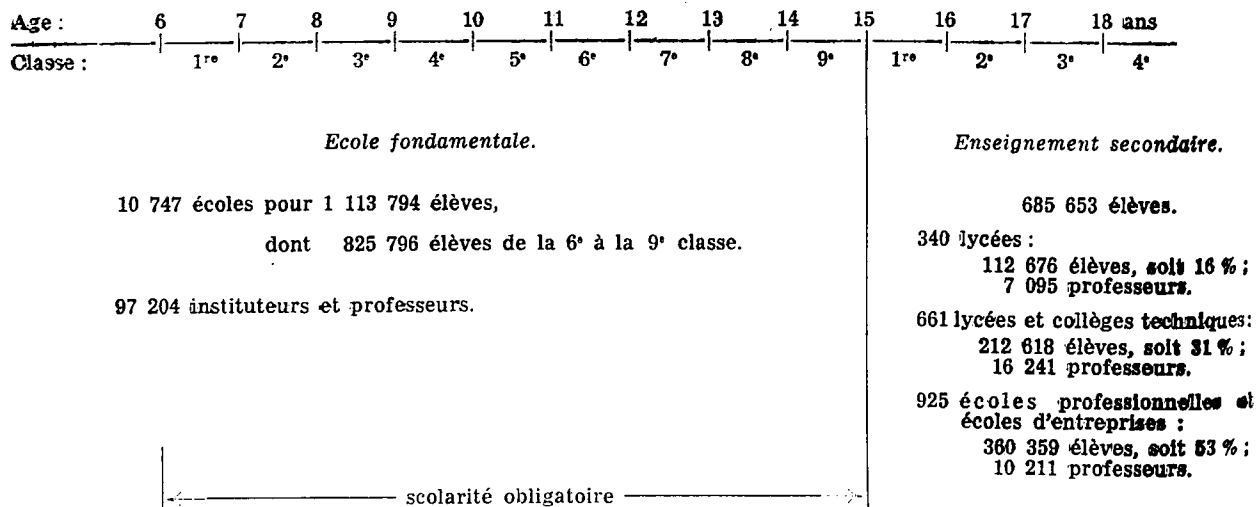 Age : 6 7 8 9 10 11 12 13 14 15 16 17 18 ans
Classe : 1re 2e 3e 4e 5e 6e 7e 8e 9e 1re 2e 3e 4e
Ecole fondamentale.
10 747 écoles pour 1 113 794 élèves,
dont 825 796 élèves de la 6e à la 9e classe.
97 204 instituteurs et professeurs.
Enseignement secondaire.
685 653 élèves.
340 lycées :
112 676 élèves, soit 16 % ;
7 095 professeurs.
661 lycées et collèges techniques:
212 618 élèves, soit 31 % ;
16 241 professeurs.
925 écoles professionnelles et
écoles d'entreprises :
360 359 élèves, soit 53 % ;
10 211 professeurs.
scolarité obligatoire